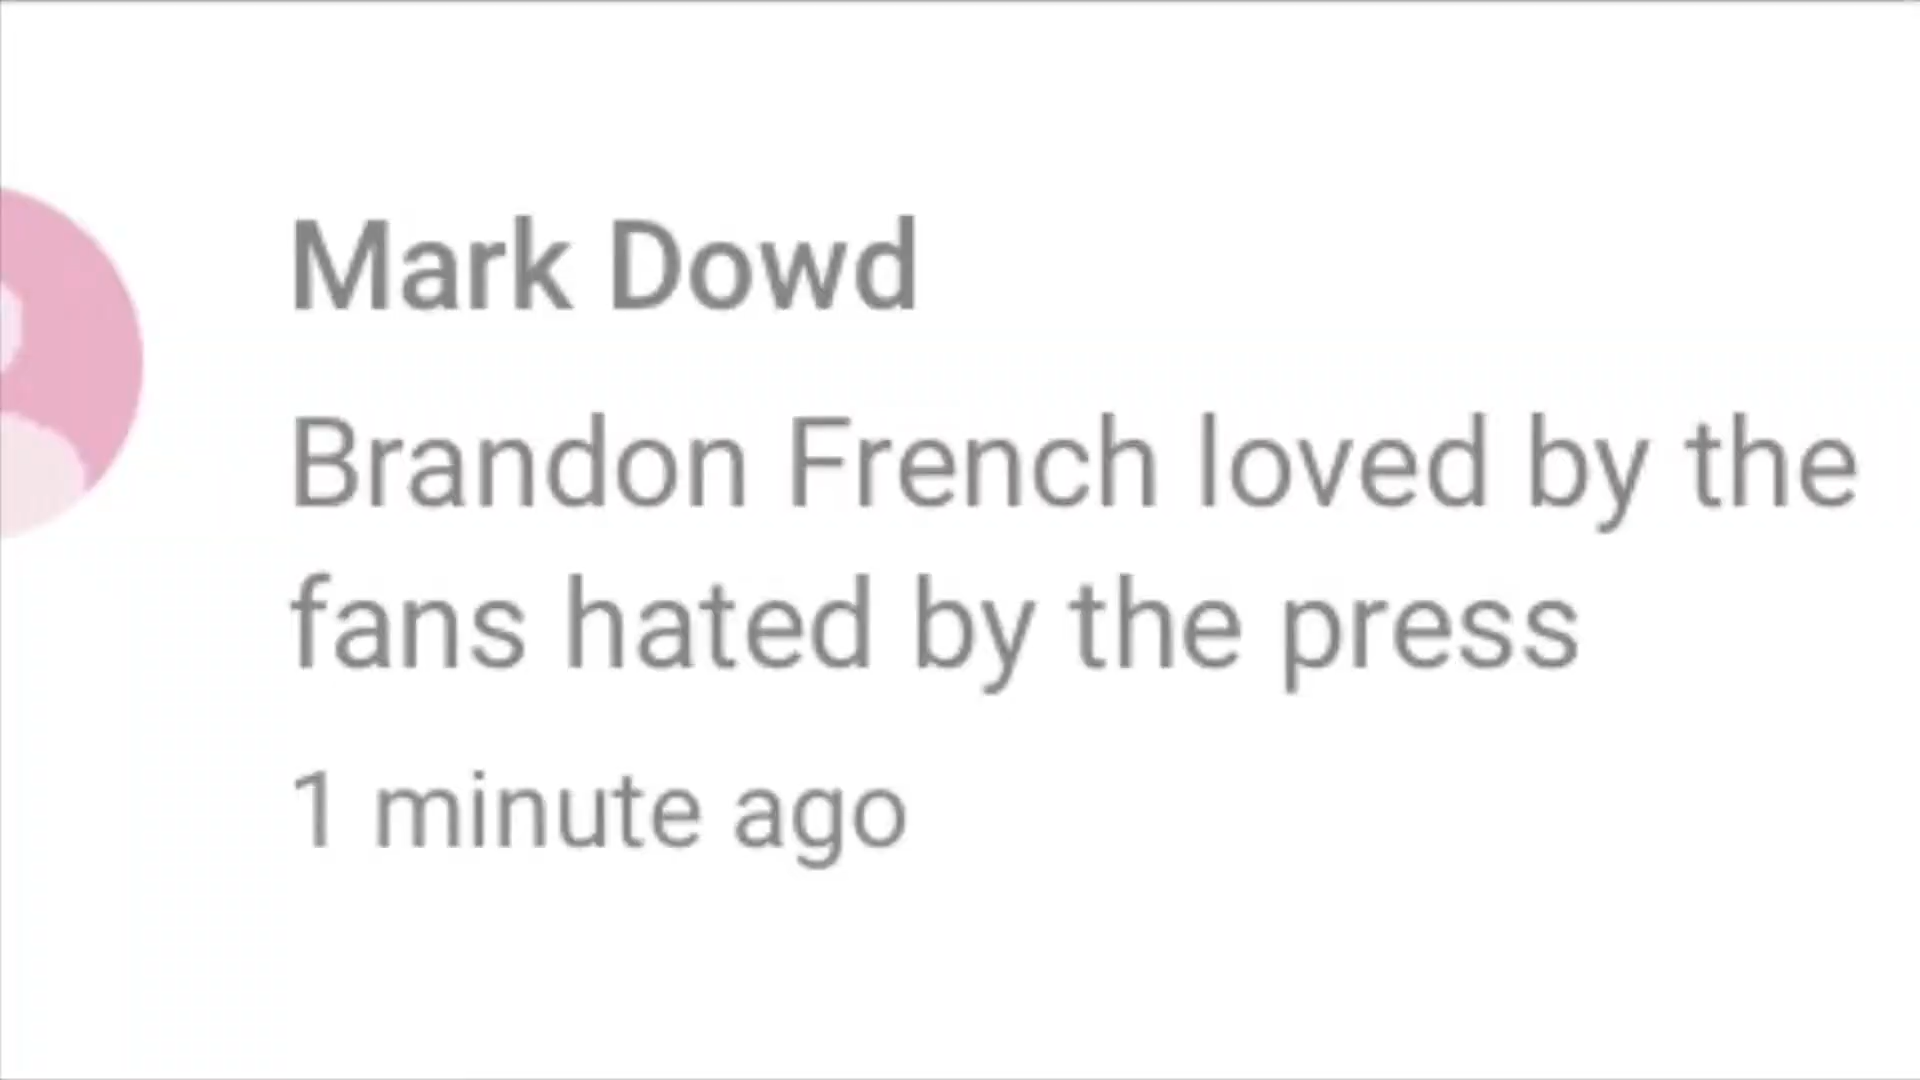 Mark Dowd
Brandon French loved by the
fans hated by the press
1 minute ago